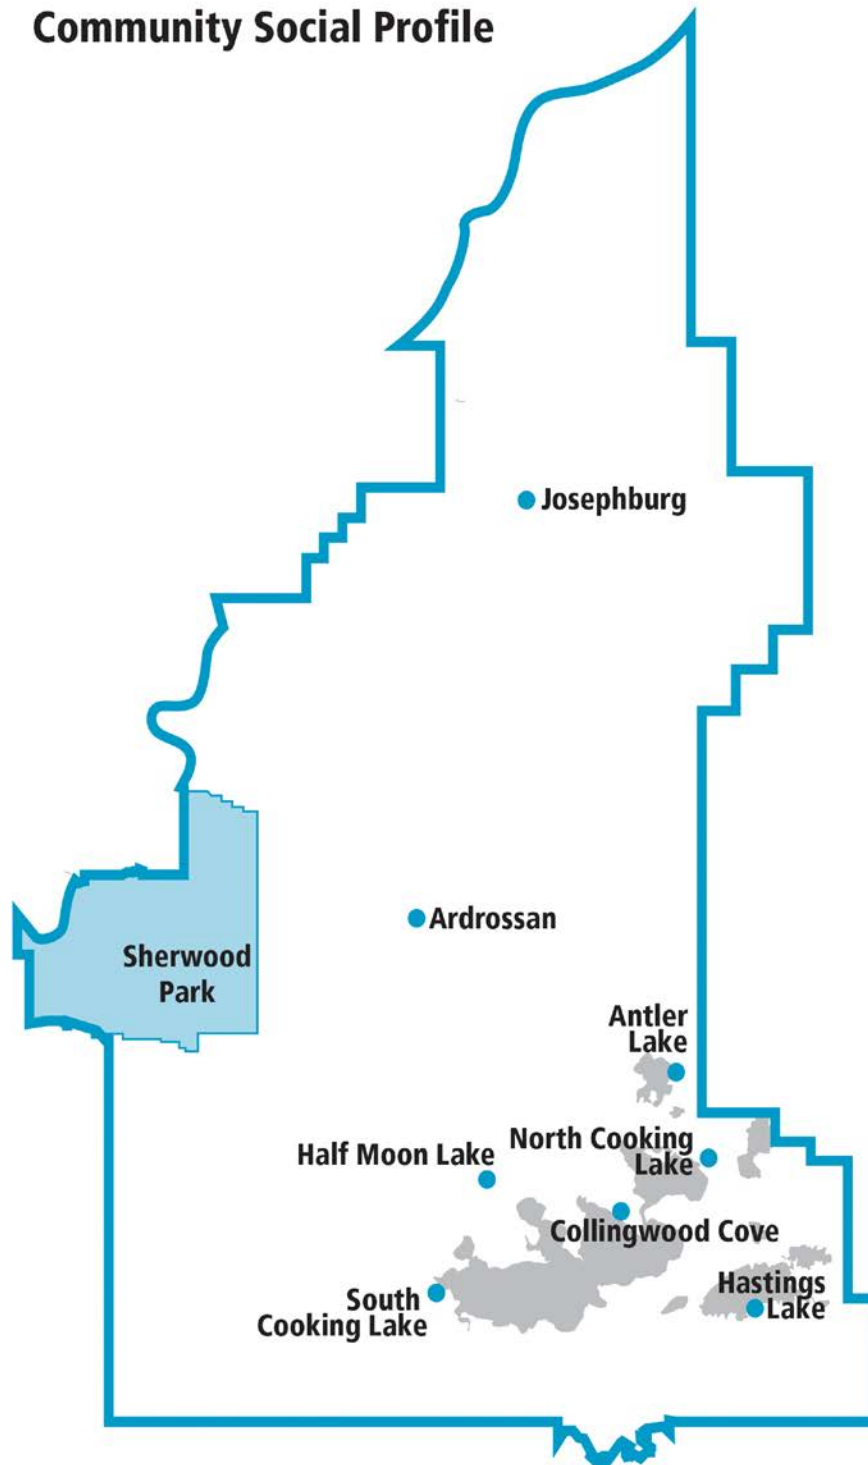 Community Social Profile
Josephburg
Ardrossan
Sherwood
Park
Antler
Lake
North Cooking
Lake
Half Moon Lake
Collingwood Cove
Hastings
Lake
South
Cooking Lake